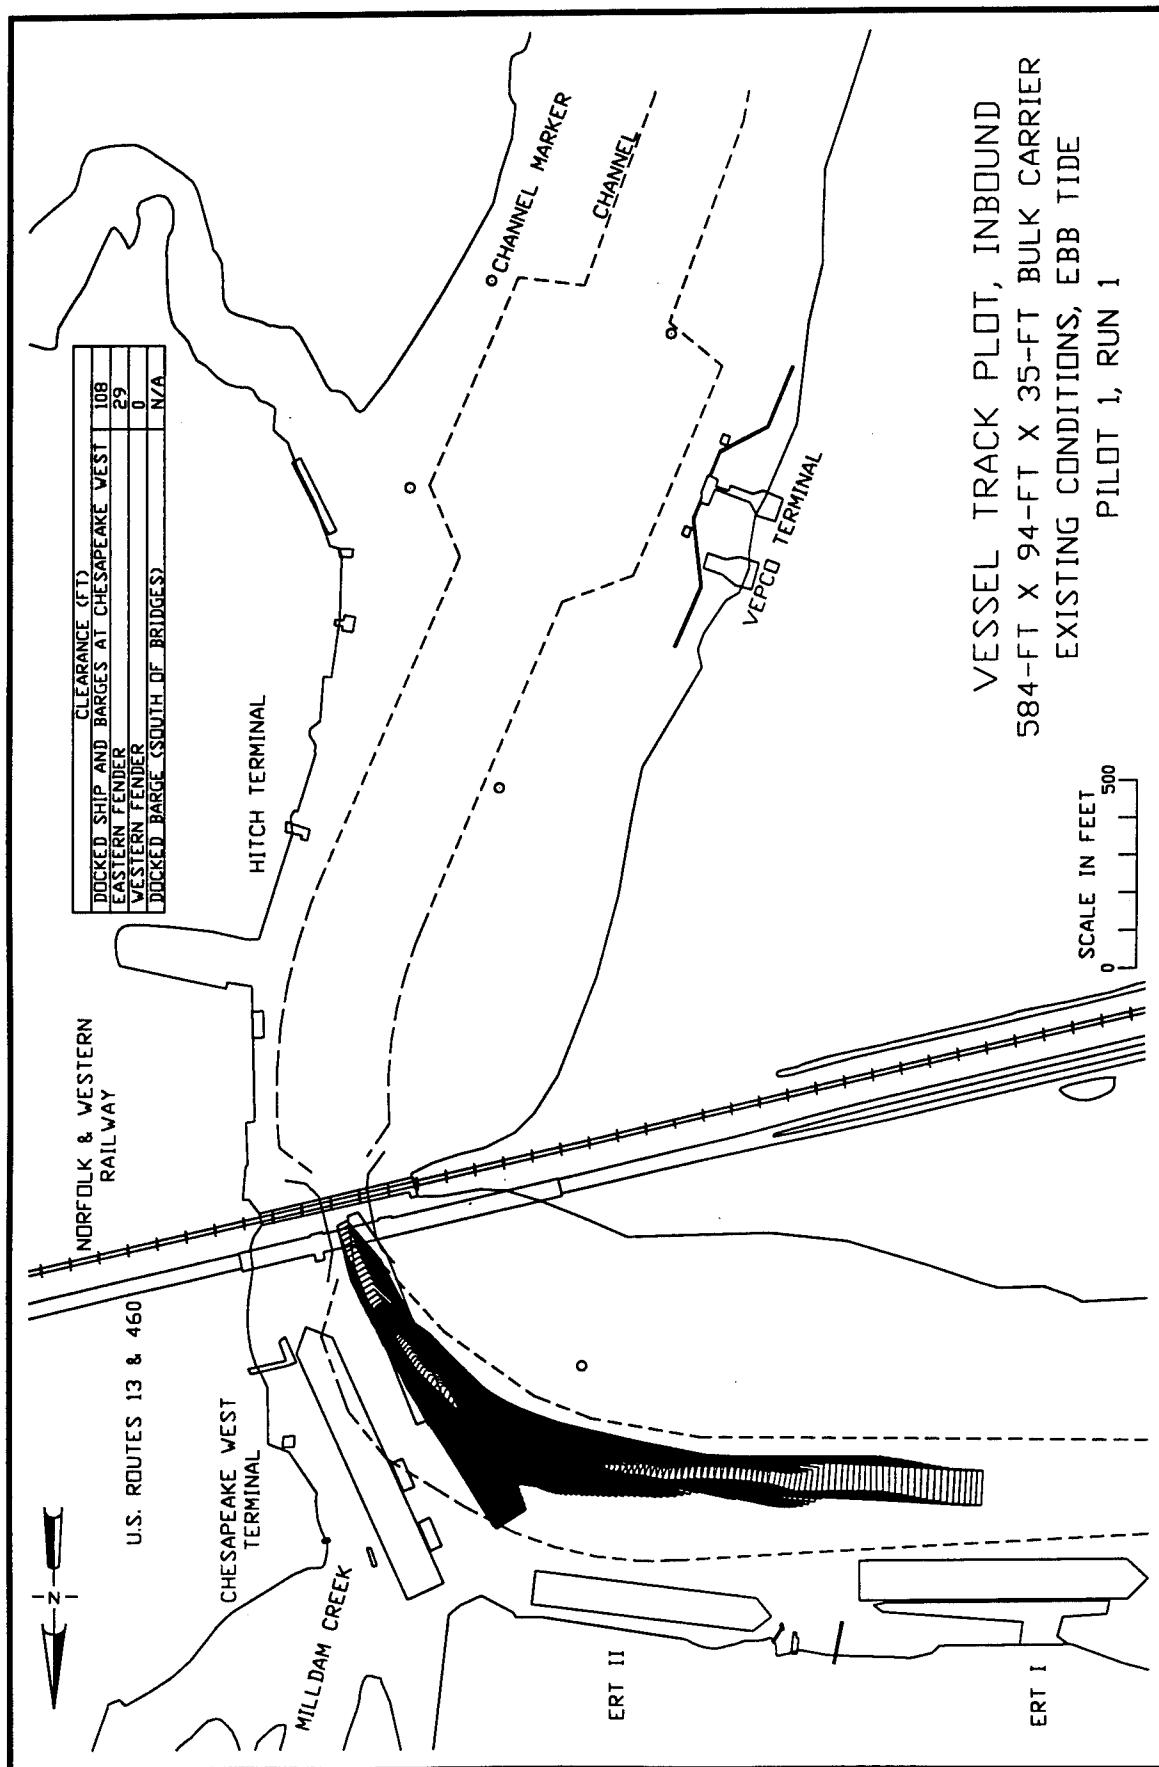 CLEARANCE (FT)
DOCKED SHIP AND BARGES AT CHESAPEAKE WEST 108
EASTERN FENDER 29
WESTERN FENDER 0
DOCKED BARGE (SOUTH OF BRIDGES) N/A
NORFOLK & WESTERN
RAILWAY
U.S. ROUTES 13 & 460
CHESAPEAKE WEST
TERMINAL
MILLDAM CREEK
HITCH TERMINAL
CHANNEL MARKER
CHANNEL
VEPCO TERMINAL
ERT II
ERT I
N
SCALE IN FEET
0 500
VESSEL TRACK PLOT, INBOUND
584-FT X 94-FT X 35-FT BULK CARRIER
EXISTING CONDITIONS, EBB TIDE
PILOT 1, RUN 1